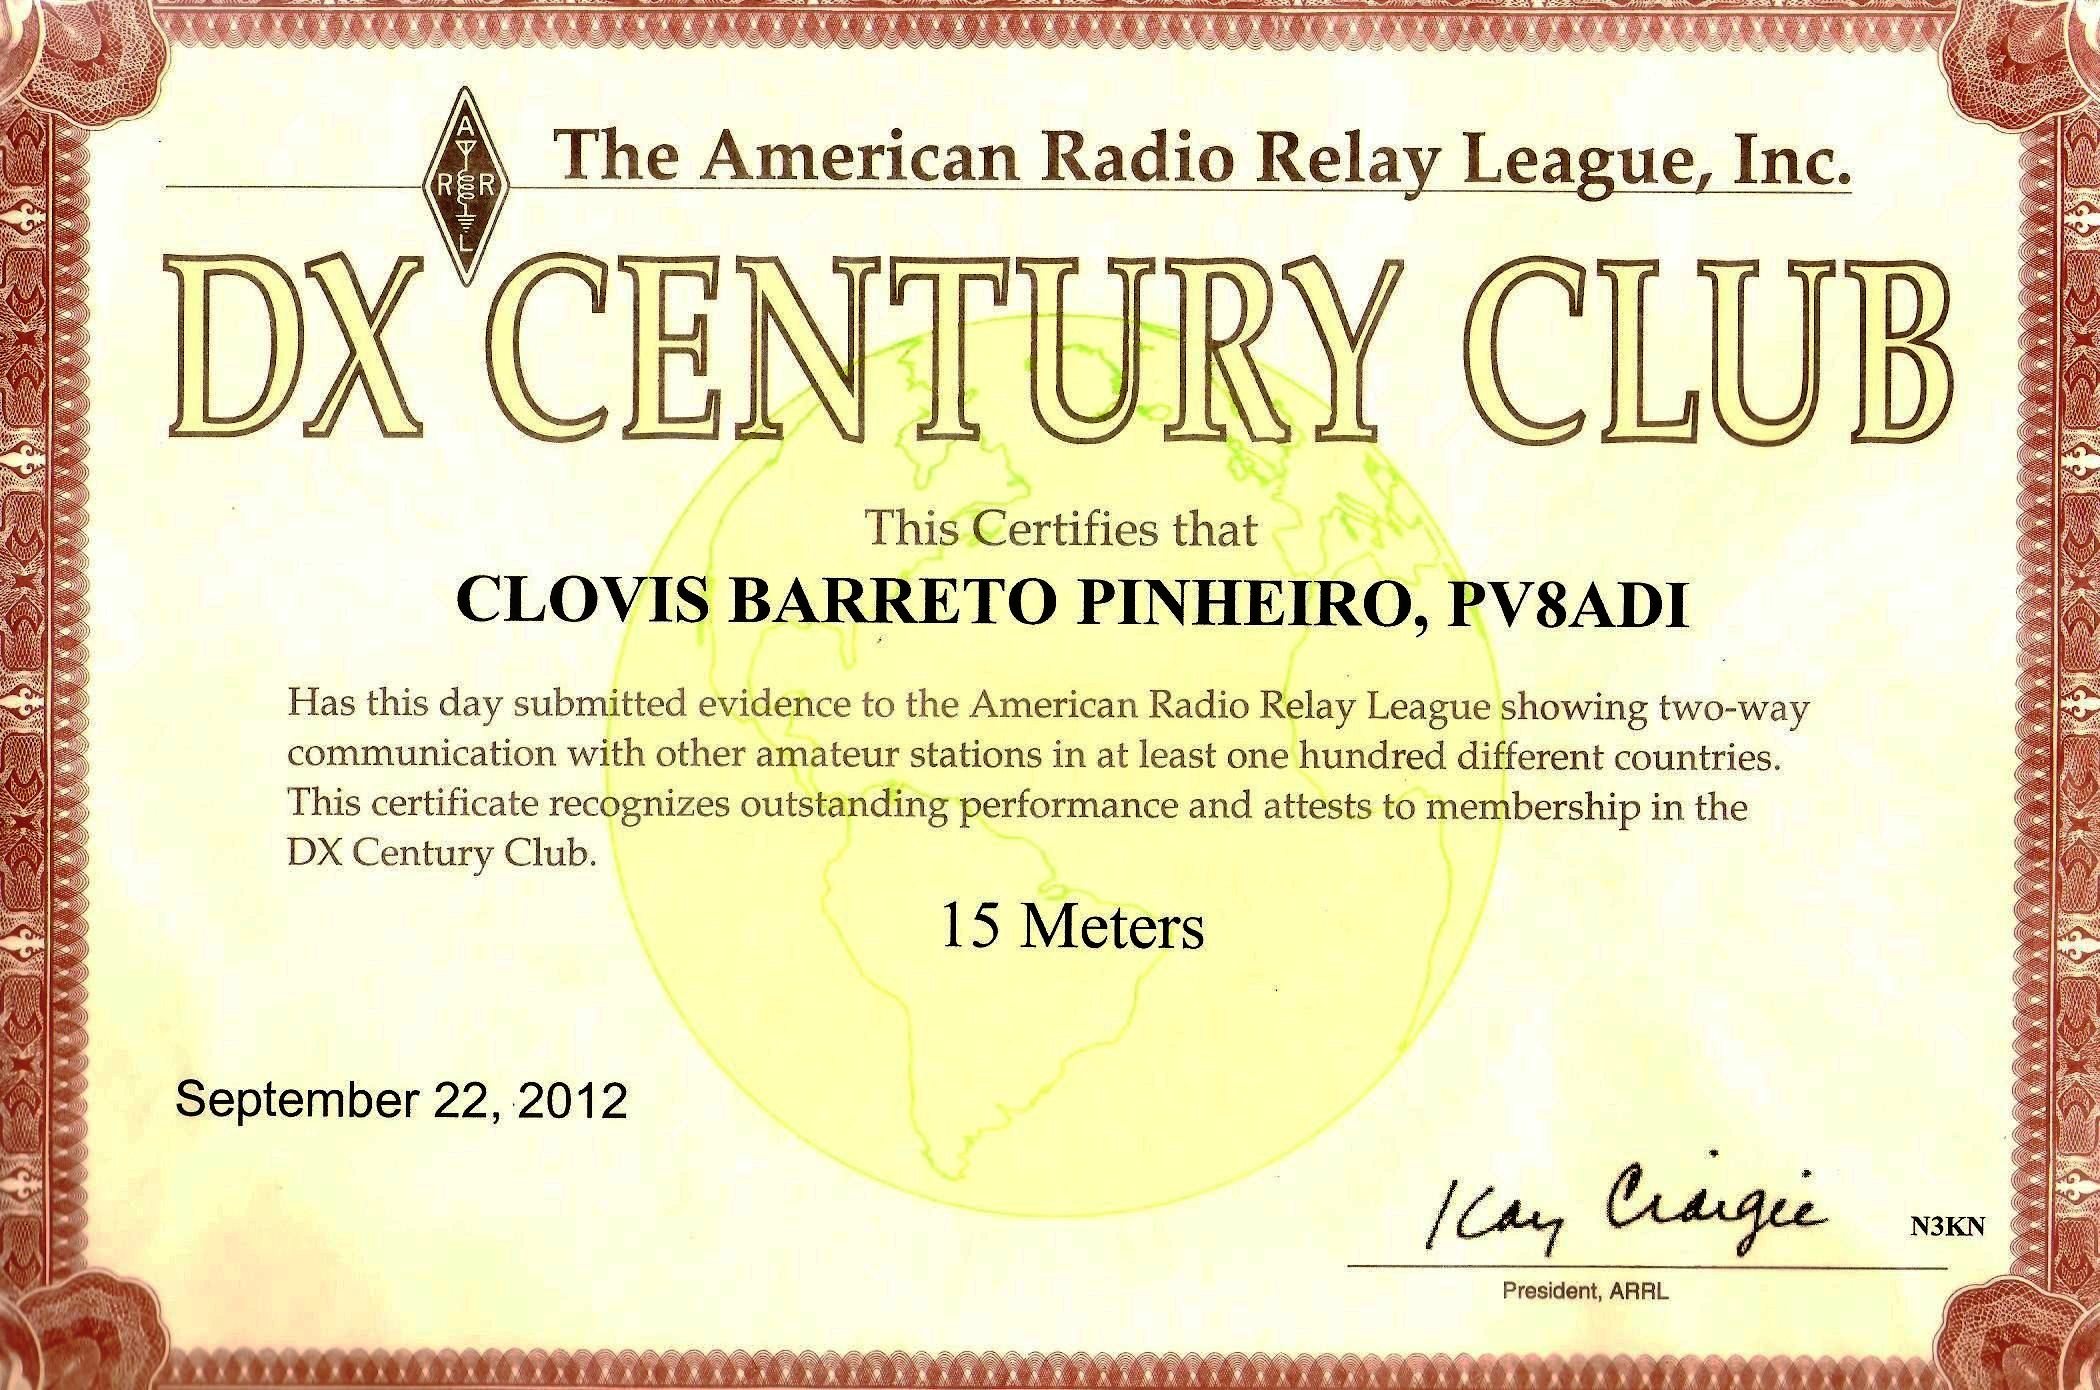 A
R R
L
The American Radio Relay League, Inc.
DX CENTURY CLUB
This Certifies that
CLOVIS BARRETO PINHEIRO, PV8ADI
Has this day submitted evidence to the American Radio Relay League showing two-way
communication with other amateur stations in at least one hundred different countries.
This certificate recognizes outstanding performance and attests to membership in the
DX Century Club.
15 Meters
September 22, 2012
Kay Craigie
N3KN
President, ARRL